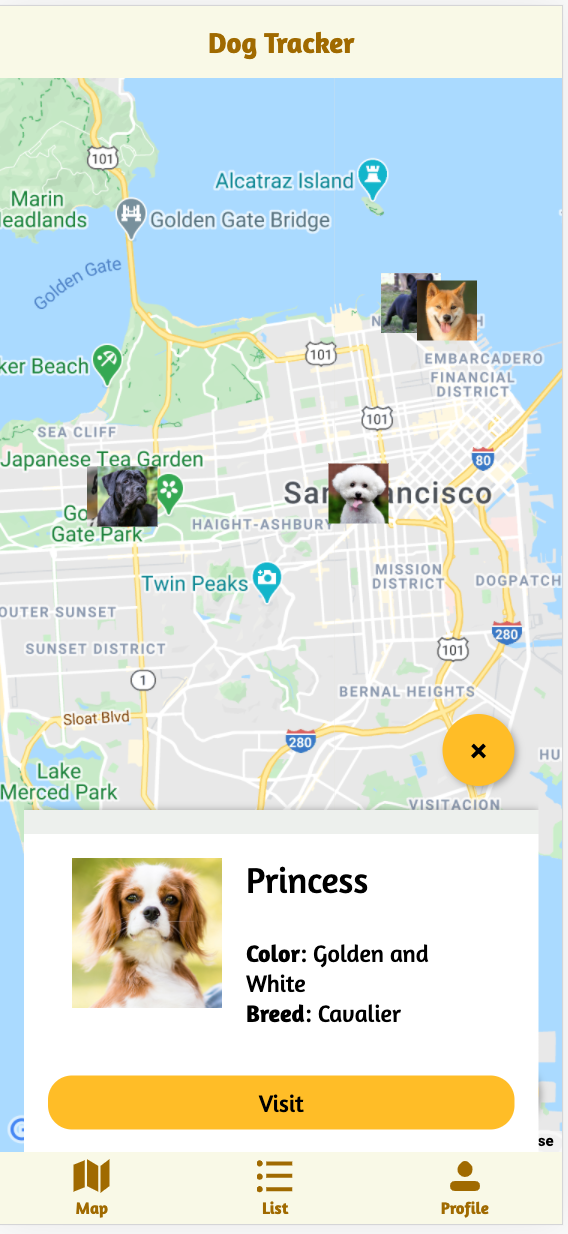 Dog Tracker
101
Alcatraz Island
Marin
Headlands
Golden Gate Bridge
Golden Gate
101
EMBARCADERO
ker Beach
FINANCIAL
DISTRICT
101
SEA CLIFF
80
Japanese Tea Garden
San
ancisco
Go
HAIGHT-ASHBURY
Gate Park
MISSION
DISTRICT
DOGPATCH
Twin Peaks
OUTER SUNSET
280
SUNSET DISTRICT
101
1
BERNAL HEIGHTS
Sloat Blvd
280
×
HU
Lake
Merced Park
VISITACION
Princess
Color: Golden and
White
Breed: Cavalier
Visit
se
Map
List
Profile